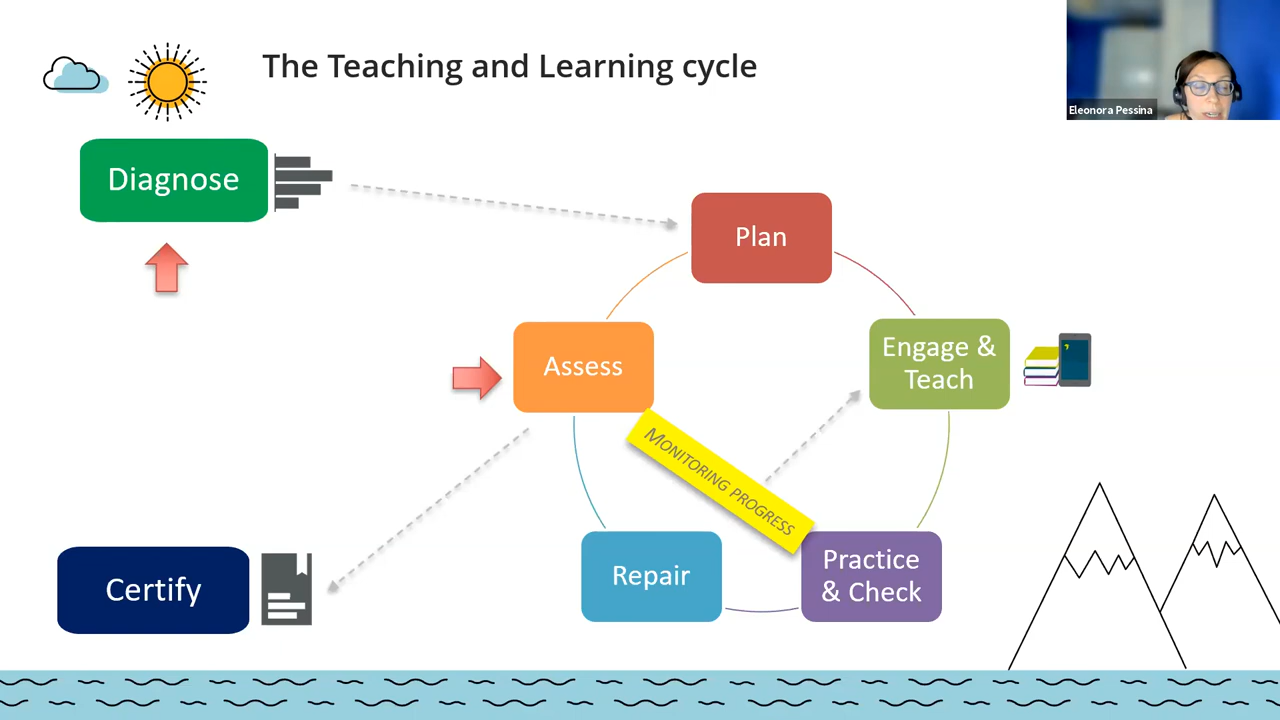 The Teaching and Learning cycle
Eleonora Pessina
Diagnose
Plan
Engage &
Teach
Assess
MONITORING PROGRESS
Practice
& Check
Repair
Certify